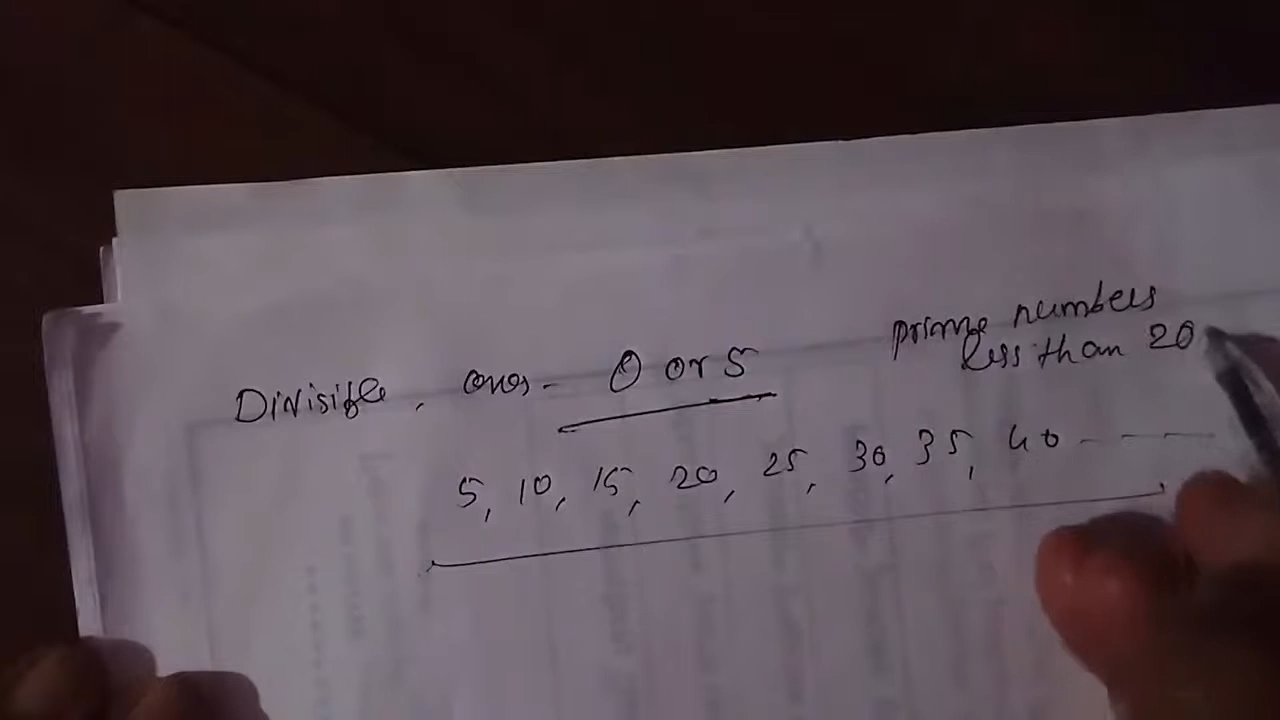 prime numbers
less than 20
Divisible, ones - 0 or 5
5, 10, 15, 20, 25, 30, 35, 40 - - -